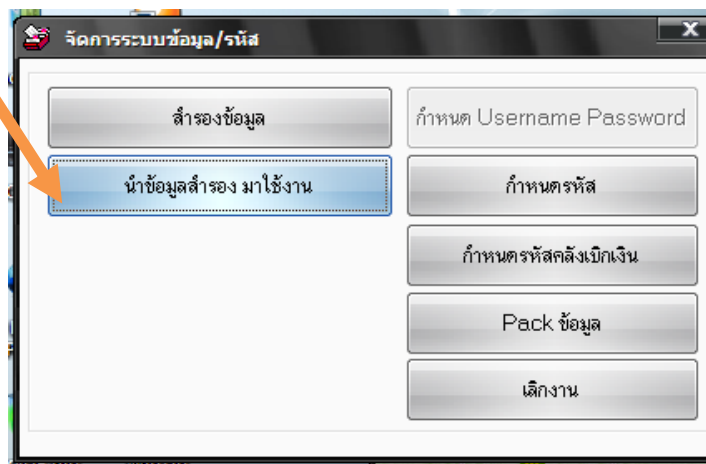 จัดการระบบข้อมูล/รหัส
สำรองข้อมูล
นำข้อมูลสำรอง มาใช้งาน
กำหนด Username Password
กำหนดรหัส
กำหนดรหัสคลังเบิกเงิน
Pack ข้อมูล
เลิกงาน